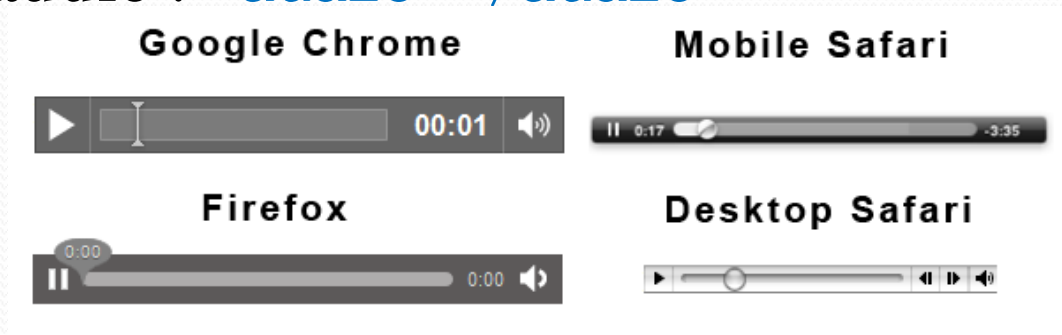 Google Chrome
Mobile Safari
00:01
0:17
-3:35
Firefox
Desktop Safari
0:00
0:00